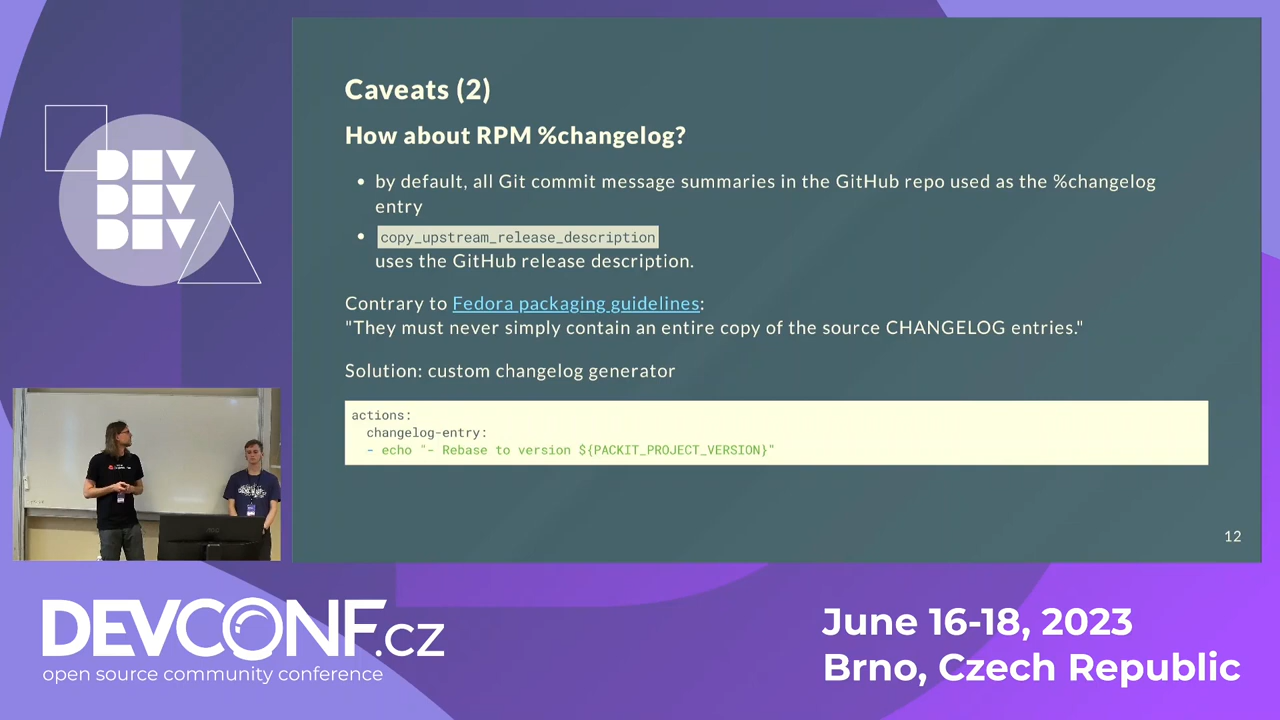 Caveats (2)
How about RPM %changelog?
• by default, all Git commit message summaries in the GitHub repo used as the %changelog
entry
• copy_upstream_release_description
uses the GitHub release description.
Contrary to Fedora packaging guidelines:
"They must never simply contain an entire copy of the source CHANGELOG entries."
Solution: custom changelog generator
actions:
changelog-entry:
- echo "- Rebase to version ${PACKIT_PROJECT_VERSION}"
12
DEV
DEV
DEV
DEVCONF.cz
open source community conference
June 16-18, 2023
Brno, Czech Republic